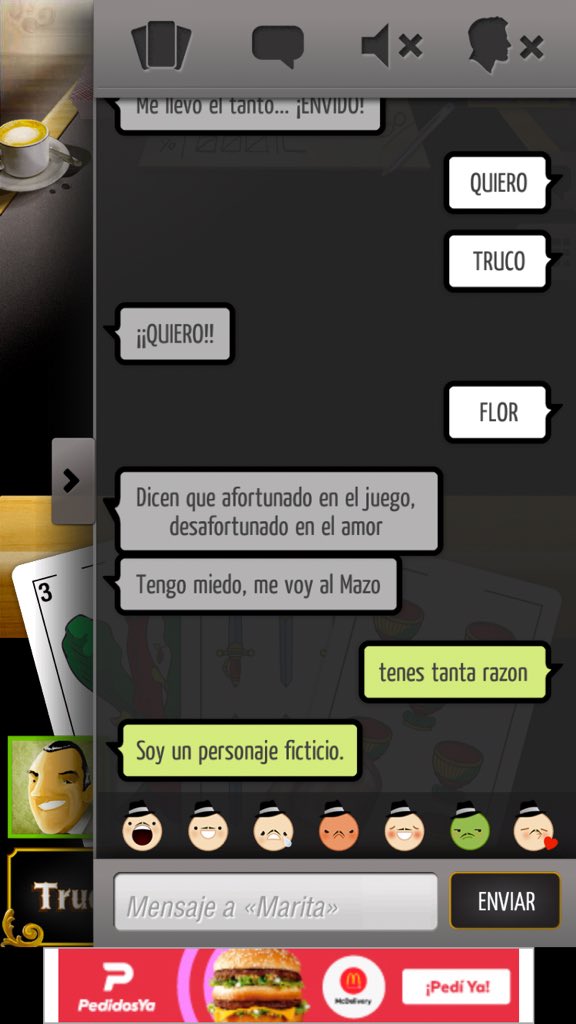 Me llevo el tanto... ¡ENVIDO!
QUIERO
TRUCO
¡¡QUIERO!!
FLOR
Dicen que afortunado en el juego,
desafortunado en el amor
Tengo miedo, me voy al Mazo
3
tenes tanta razon
Soy un personaje ficticio.
Mensaje a «Marita»
ENVIAR
PedidosYa
McDelivery
¡Pedí Ya!